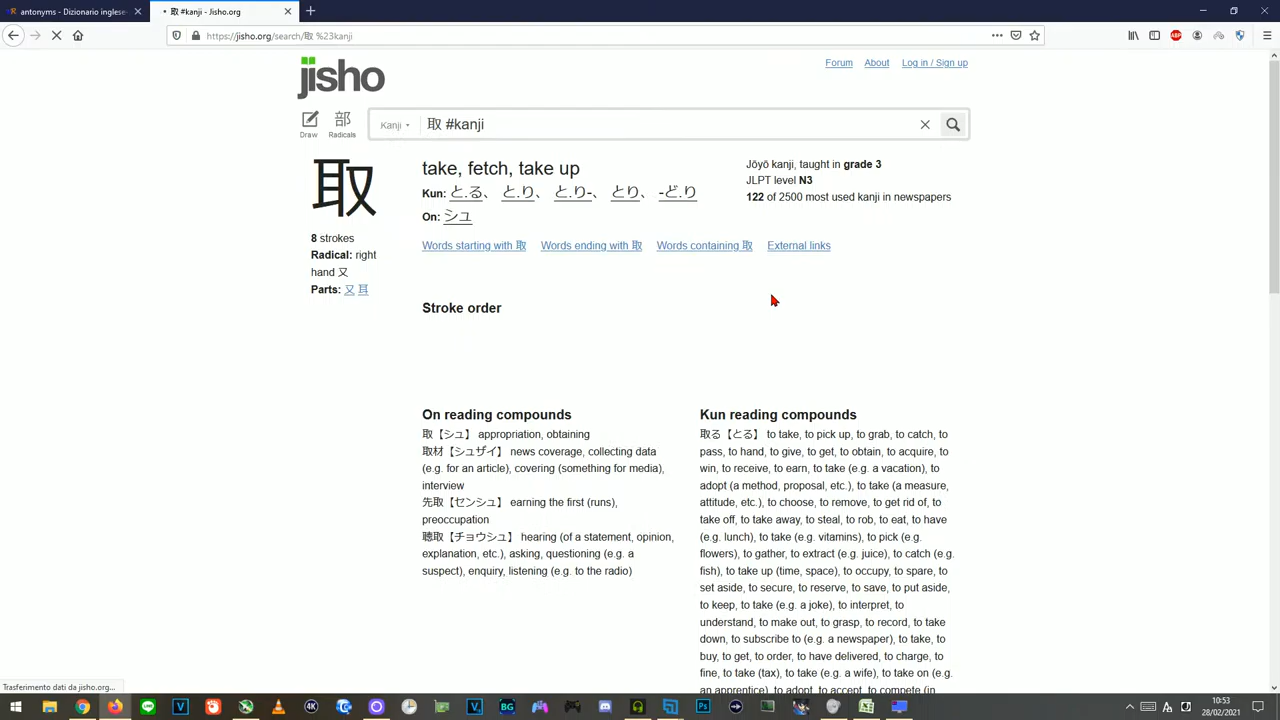 antonyms - Dizionario inglese-
取 #kanji - Jisho.org
https://jisho.org/search/取 %23kanji
jisho
Forum About Log in / Sign up
Draw
部 Radicals
Kanji
取 #kanji
取
take, fetch, take up
Kun: と.る、 と.り、 と.り-、 とり、 -ど.り
On: シュ
Jōyō kanji, taught in grade 3
JLPT level N3
122 of 2500 most used kanji in newspapers
8 strokes
Radical: right
hand 又
Parts: 又 耳
Words starting with 取 Words ending with 取 Words containing 取 External links
Stroke order
On reading compounds
取【シュ】 appropriation, obtaining
取材【シュザイ】 news coverage, collecting data
(e.g. for an article), covering (something for media),
interview
先取【センシュ】 earning the first (runs),
preoccupation
聴取【チョウシュ】 hearing (of a statement, opinion,
explanation, etc.), asking, questioning (e.g. a
suspect), enquiry, listening (e.g. to the radio)
Kun reading compounds
取る【とる】 to take, to pick up, to grab, to catch, to
pass, to hand, to give, to get, to obtain, to acquire, to
win, to receive, to earn, to take (e.g. a vacation), to
adopt (a method, proposal, etc.), to take (a measure,
attitude, etc.), to choose, to remove, to get rid of, to
take off, to take away, to steal, to rob, to eat, to have
(e.g. lunch), to take (e.g. vitamins), to pick (e.g.
flowers), to gather, to extract (e.g. juice), to catch (e.g.
fish), to take up (time, space), to occupy, to spare, to
set aside, to secure, to reserve, to save, to put aside,
to keep, to take (e.g. a joke), to interpret, to
understand, to make out, to grasp, to record, to take
down, to subscribe to (e.g. a newspaper), to take, to
buy, to get, to order, to have delivered, to charge, to
fine, to take (tax), to take (e.g. a wife), to take on (e.g.
an apprentice), to adopt, to accept, to compete (in
Trasferimento dati da jisho.org...
10:53
28/02/2021